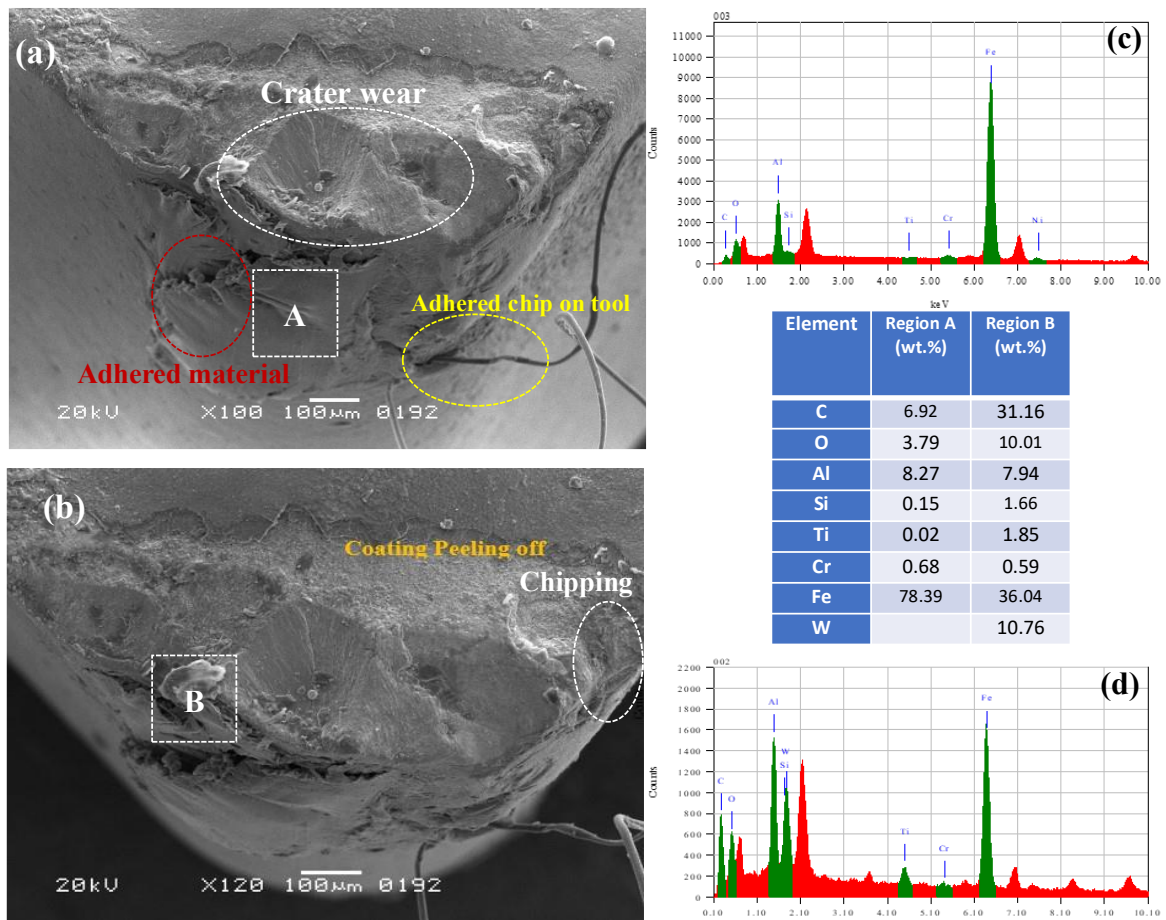 (a)
Crater wear
A
Adhered chip on tool
Adhered material
20kV X100 100µm 0192
(b)
Coating Peeling off
Chipping
B
20kV X120 100µm 0192
003
(c)
11000
10000
9000
8000
7000
6000
5000
4000
3000
2000
1000
0
Counts
C
O
Al
Si
Ti
Cr
Fe
Ni
0.00 1.00 2.00 3.00 4.00 5.00 6.00 7.00 8.00 9.00 10.00
keV
Element Region A (wt.%) Region B (wt.%)
C 6.92 31.16
O 3.79 10.01
Al 8.27 7.94
Si 0.15 1.66
Ti 0.02 1.85
Cr 0.68 0.59
Fe 78.39 36.04
W 10.76
002
(d)
2200
2000
1800
1600
1400
1200
1000
800
600
400
200
0
Counts
C
O
Al
W
Si
Ti
Cr
Fe
0.10 1.10 2.10 3.10 4.10 5.10 6.10 7.10 8.10 9.10 10.10